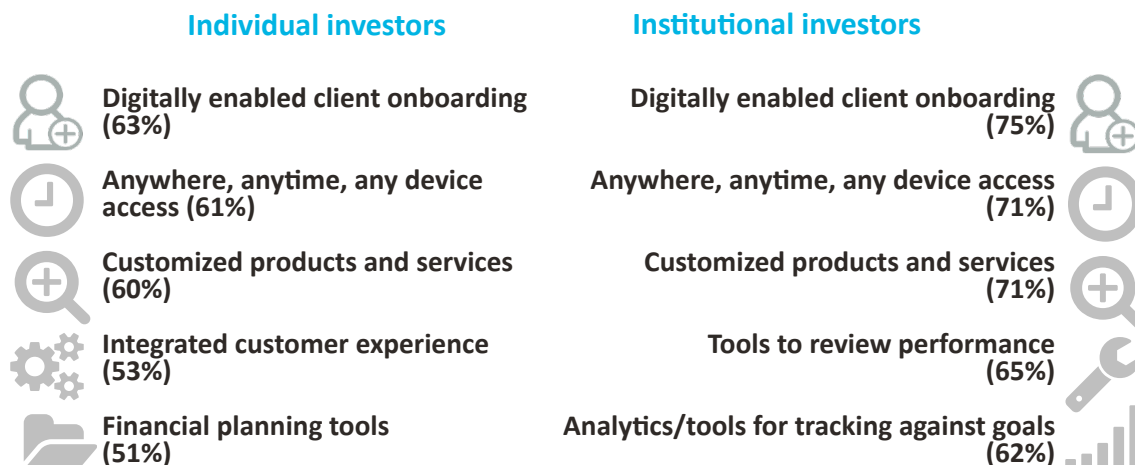 Individual investors
Institutional investors
Digitally enabled client onboarding
(63%)
Anywhere, anytime, any device
access (61%)
Customized products and services
(60%)
Integrated customer experience
(53%)
Financial planning tools
(51%)
Digitally enabled client onboarding
(75%)
Anywhere, anytime, any device access
(71%)
Customized products and services
(71%)
Tools to review performance
(65%)
Analytics/tools for tracking against goals
(62%)